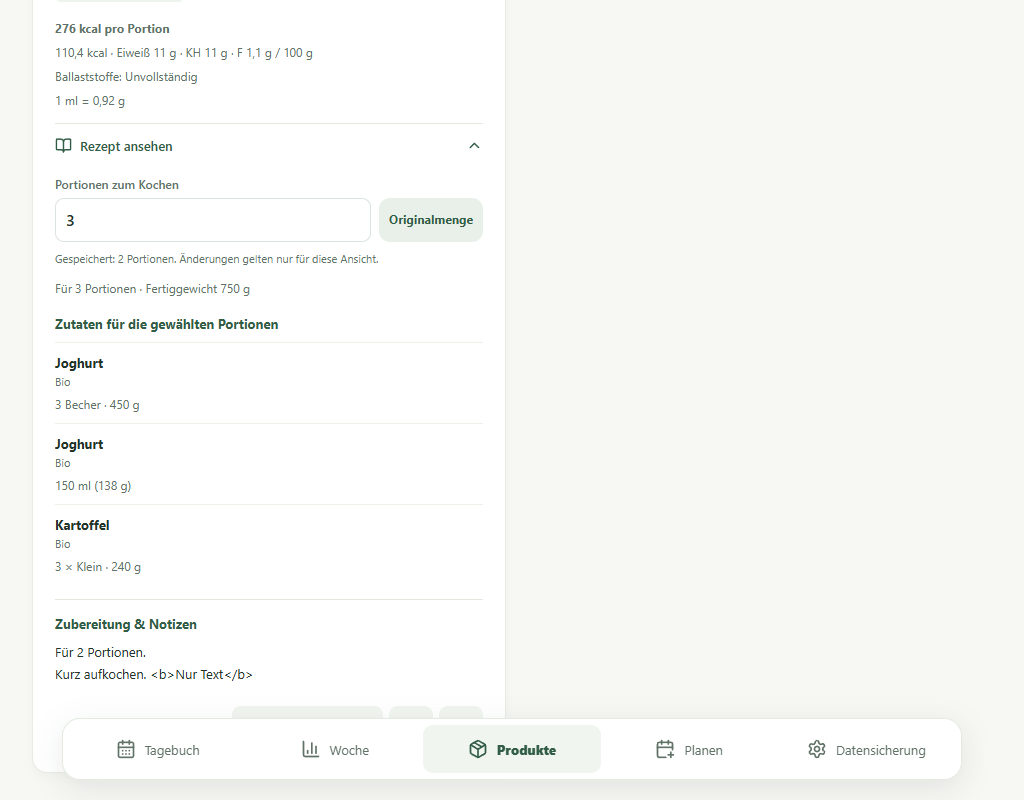 276 kcal pro Portion
110,4 kcal · Eiweiß 11 g · KH 11 g · F 1,1 g / 100 g
Ballaststoffe: Unvollständig
1 ml = 0,92 g
Rezept ansehen
Portionen zum Kochen
3
Originalmenge
Gespeichert: 2 Portionen. Änderungen gelten nur für diese Ansicht.
Für 3 Portionen · Fertiggewicht 750 g
Zutaten für die gewählten Portionen
Joghurt
Bio
3 Becher · 450 g
Joghurt
Bio
150 ml (138 g)
Kartoffel
Bio
3 × Klein · 240 g
Zubereitung & Notizen
Für 2 Portionen.
Kurz aufkochen. <b>Nur Text</b>
Tagebuch
Woche
Produkte
Planen
Datensicherung